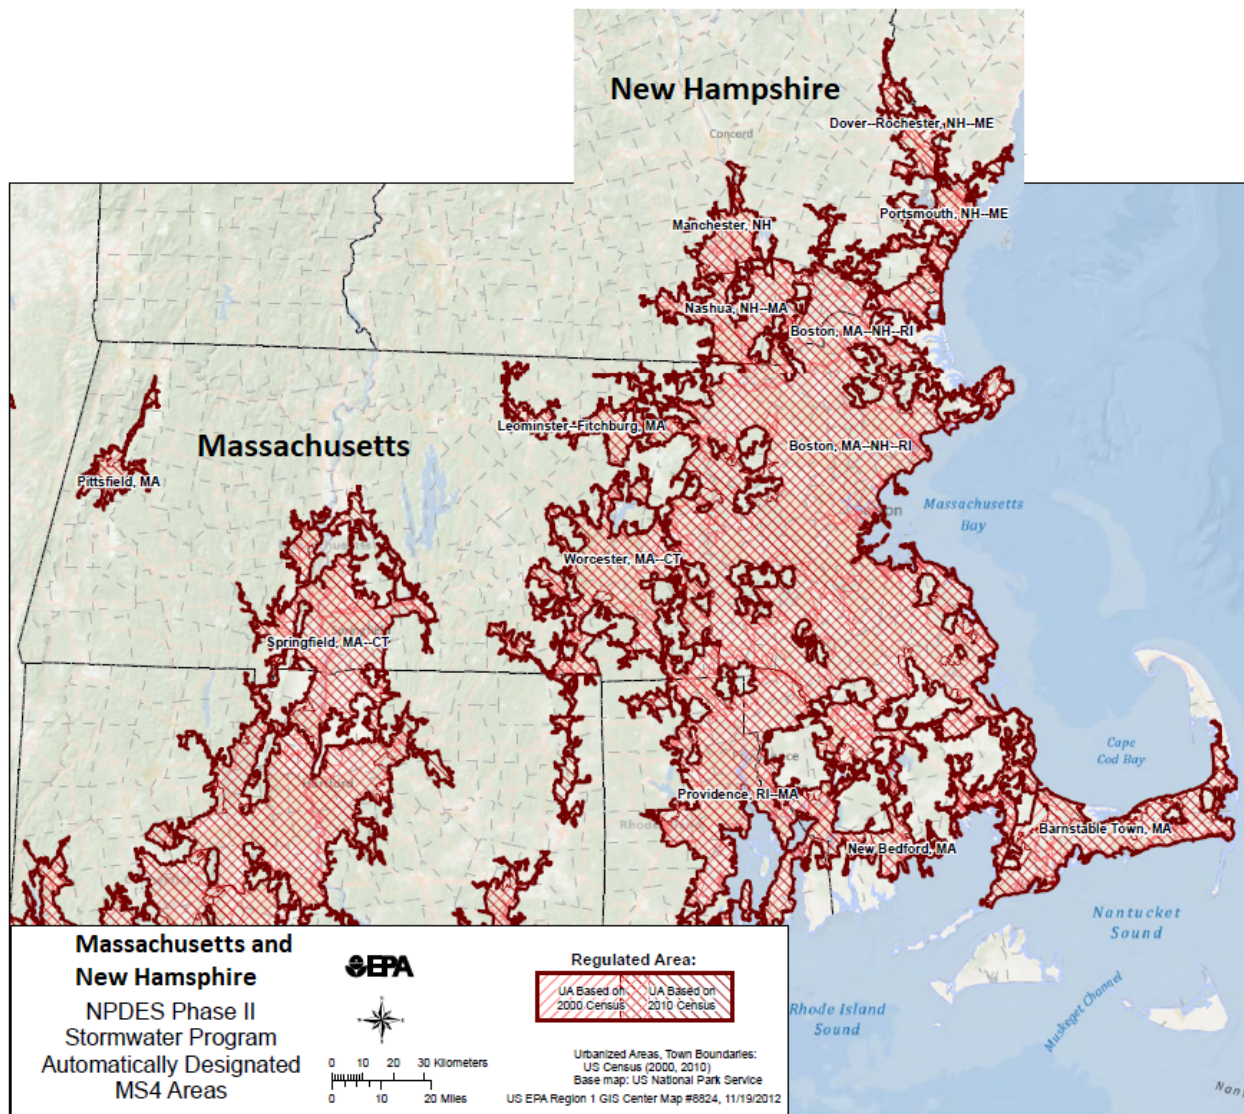 New Hampshire
Concord
Dover--Rochester, NH--ME
Portsmouth, NH--ME
Manchester, NH
Nashua, NH--MA
Boston, MA--NH--RI
Leominster--Fitchburg, MA
Massachusetts
Boston, MA--NH--RI
Pittsfield, MA
Massachusetts
Bay
Worcester, MA--CT
Springfield, MA--CT
Cape
Cod Bay
Providence, RI--MA
Barnstable Town, MA
New Bedford, MA
Nantucket
Sound
Rhode Island
Sound
Muskeget Channel
Massachusetts and
New Hamsphire
NPDES Phase II
Stormwater Program
Automatically Designated
MS4 Areas
EPA
0 10 20 30 Kilometers
0 10 20 Miles
Regulated Area:
UA Based on
2000 Census
UA Based on
2010 Census
Urbanized Areas, Town Boundaries:
US Census (2000, 2010)
Base map: US National Park Service
US EPA Region 1 GIS Center Map #8824, 11/19/2012